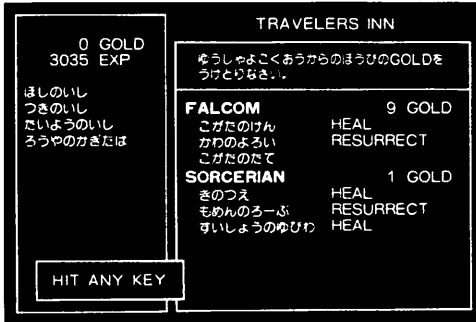 TRAVELERS INN
0 GOLD
3035 EXP
ほしのいし
つきのいし
たいようのいし
ろうやのかぎたば
ゆうしゃよこくおうからのほうびのGOLDを
うけとりなさい。
FALCOM 9 GOLD
こがたのけん HEAL
かわのよろい RESURRECT
こがたのたて
SORCERIAN 1 GOLD
きのつえ HEAL
もめんのろーぶ RESURRECT
すいしょうのゆびわ HEAL
HIT ANY KEY